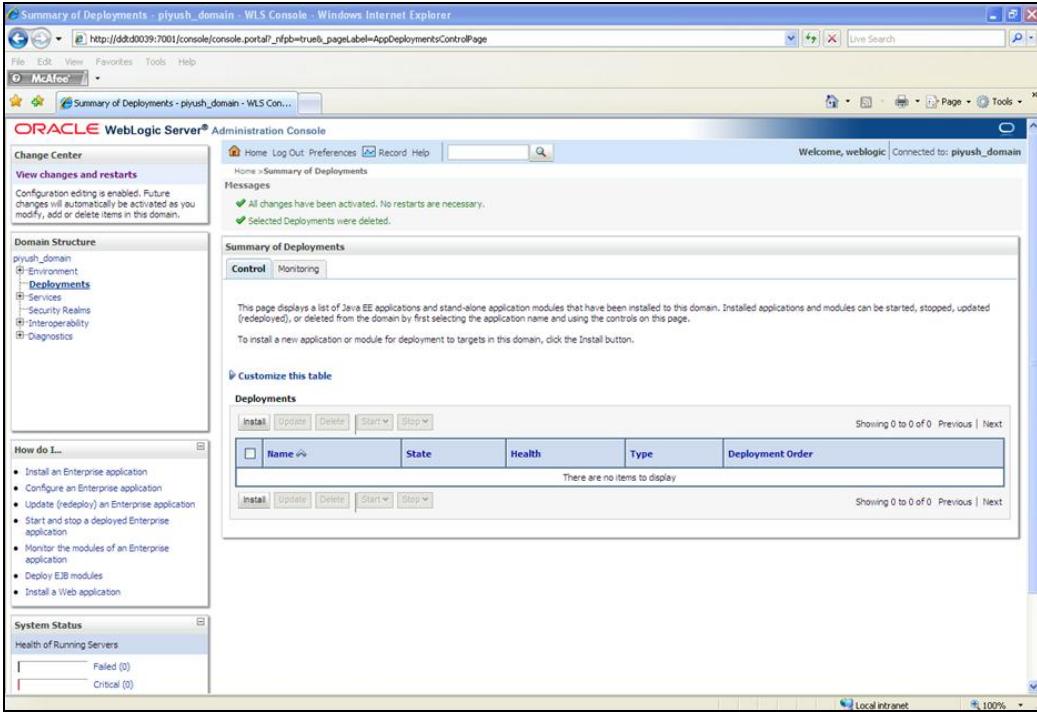 Summary of Deployments - piyush_domain - WLS Console - Windows Internet Explorer
http://ddtd0039:7001/console/console.portal?_nfpb=true&_pageLabel=AppDeploymentsControlPage
Live Search
File Edit View Favorites Tools Help
McAfee
Summary of Deployments - piyush_domain - WLS Con...
Page Tools
ORACLE WebLogic Server® Administration Console
Change Center
View changes and restarts
Configuration editing is enabled. Future
changes will automatically be activated as you
modify, add or delete items in this domain.
Domain Structure
piyush_domain
Environment
Deployments
Services
Security Realms
Interoperability
Diagnostics
How do I...
Install an Enterprise application
Configure an Enterprise application
Update (redeploy) an Enterprise application
Start and stop a deployed Enterprise
application
Monitor the modules of an Enterprise
application
Deploy EJB modules
Install a Web application
System Status
Health of Running Servers
Failed (0)
Critical (0)
Home Log Out Preferences Record Help
Welcome, weblogic Connected to: piyush_domain
Home >Summary of Deployments
Messages
All changes have been activated. No restarts are necessary.
Selected Deployments were deleted.
Summary of Deployments
Control Monitoring
This page displays a list of Java EE applications and stand-alone application modules that have been installed to this domain. Installed applications and modules can be started, stopped, updated
(redeployed), or deleted from the domain by first selecting the application name and using the controls on this page.
To install a new application or module for deployment to targets in this domain, click the Install button.
Customize this table
Deployments
Install Update Delete Start Stop
Showing 0 to 0 of 0 Previous | Next
Name State Health Type Deployment Order
There are no items to display
Install Update Delete Start Stop
Showing 0 to 0 of 0 Previous | Next
Local intranet
100%